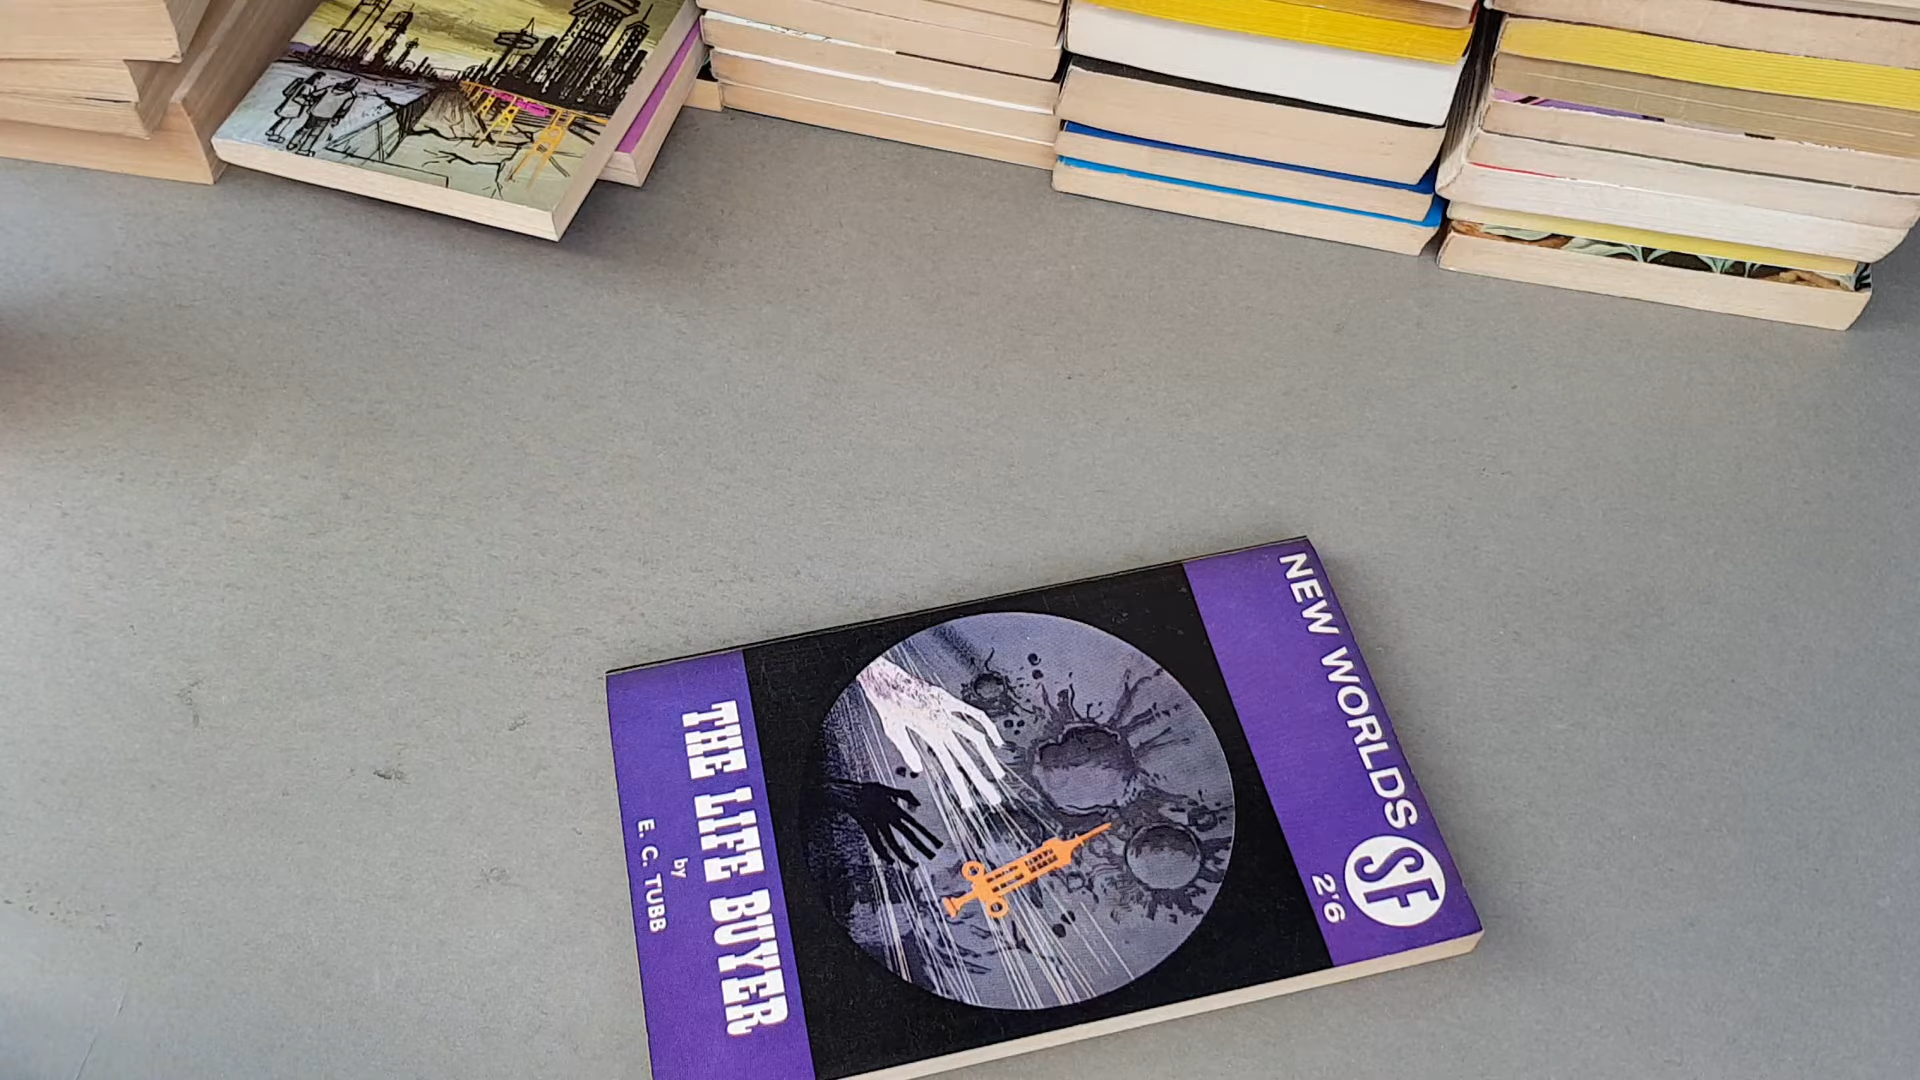 NEW WORLDS
SF
2'6
THE LIFE BUYER
by
E. C. TUBB